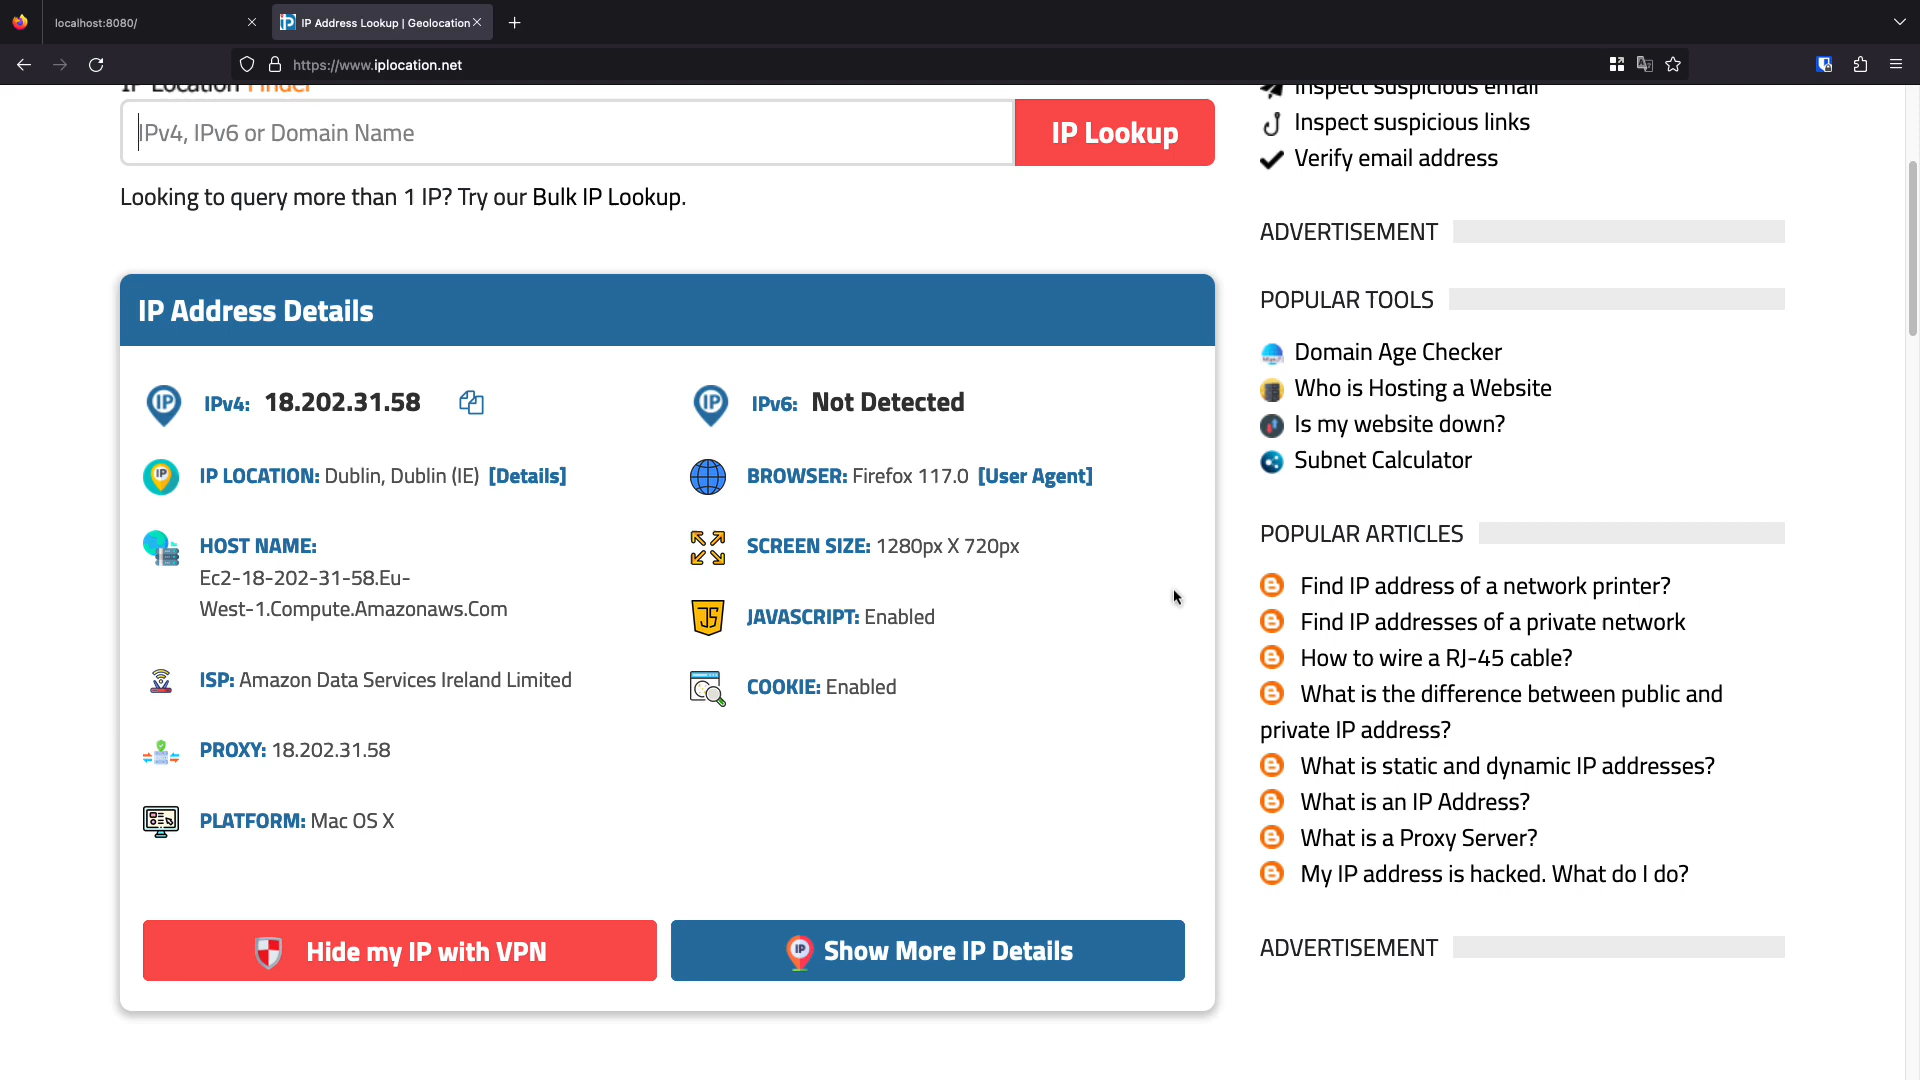 localhost:8080/
IP Address Lookup | Geolocation
https://www.iplocation.net
IP Location Finder
IPv4, IPv6 or Domain Name
IP Lookup
Looking to query more than 1 IP? Try our Bulk IP Lookup.
IP Address Details
IPv4: 18.202.31.58
IPv6: Not Detected
IP LOCATION: Dublin, Dublin (IE) [Details]
BROWSER: Firefox 117.0 [User Agent]
HOST NAME:
Ec2-18-202-31-58.Eu-
West-1.Compute.Amazonaws.Com
SCREEN SIZE: 1280px X 720px
JAVASCRIPT: Enabled
ISP: Amazon Data Services Ireland Limited
COOKIE: Enabled
PROXY: 18.202.31.58
PLATFORM: Mac OS X
Hide my IP with VPN
Show More IP Details
Inspect suspicious email
Inspect suspicious links
Verify email address
ADVERTISEMENT
POPULAR TOOLS
Domain Age Checker
Who is Hosting a Website
Is my website down?
Subnet Calculator
POPULAR ARTICLES
Find IP address of a network printer?
Find IP addresses of a private network
How to wire a RJ-45 cable?
What is the difference between public and
private IP address?
What is static and dynamic IP addresses?
What is an IP Address?
What is a Proxy Server?
My IP address is hacked. What do I do?
ADVERTISEMENT